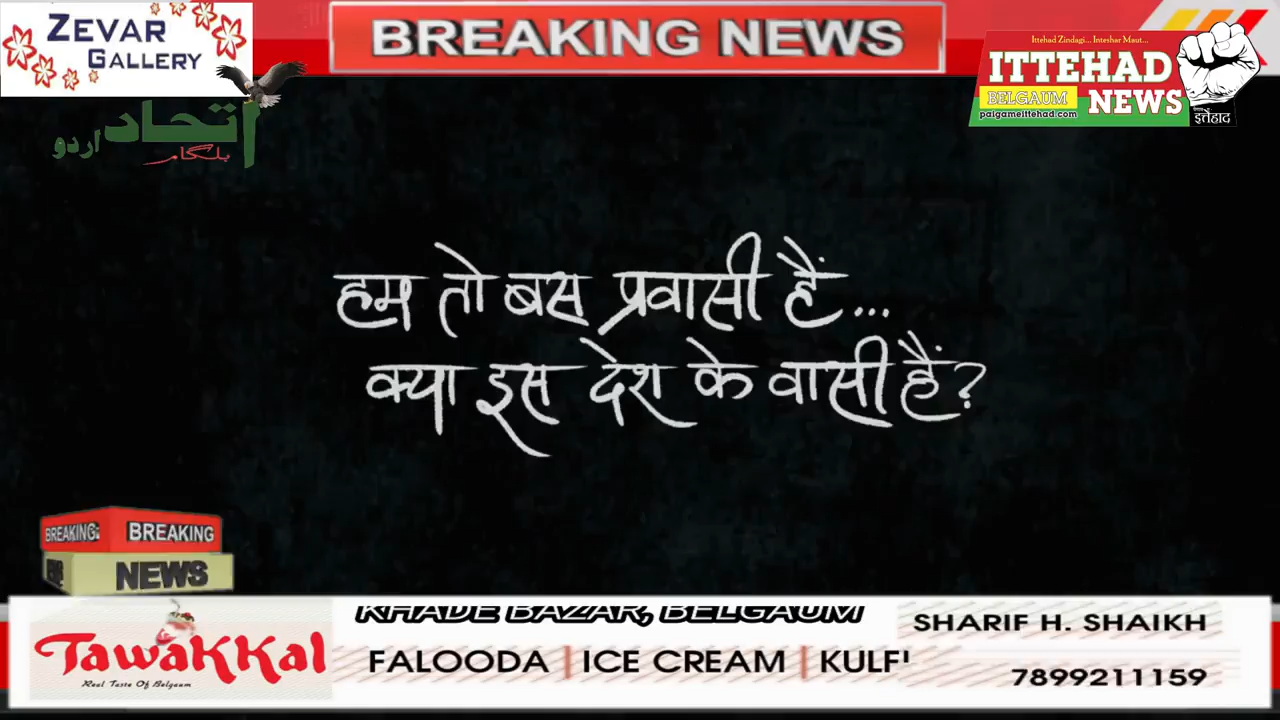 ZEVAR
GALLERY
BREAKING NEWS
Ittehad Zindagi... Inteshar Maut...
ITTEHAD
BELGAUM NEWS
paigameittehad.com
इत्तेहाद
اتحاد
اردو
بلگام
हम तो बस प्रवासी हैं...
क्या इस देश के वासी हैं?
BREAKING BREAKING
NEWS
KHADE BAZAR, BELGAUM
TAWAKKAL
Real Taste Of Belgaum
FALOODA | ICE CREAM | KULFI
SHARIF H. SHAIKH
7899211159